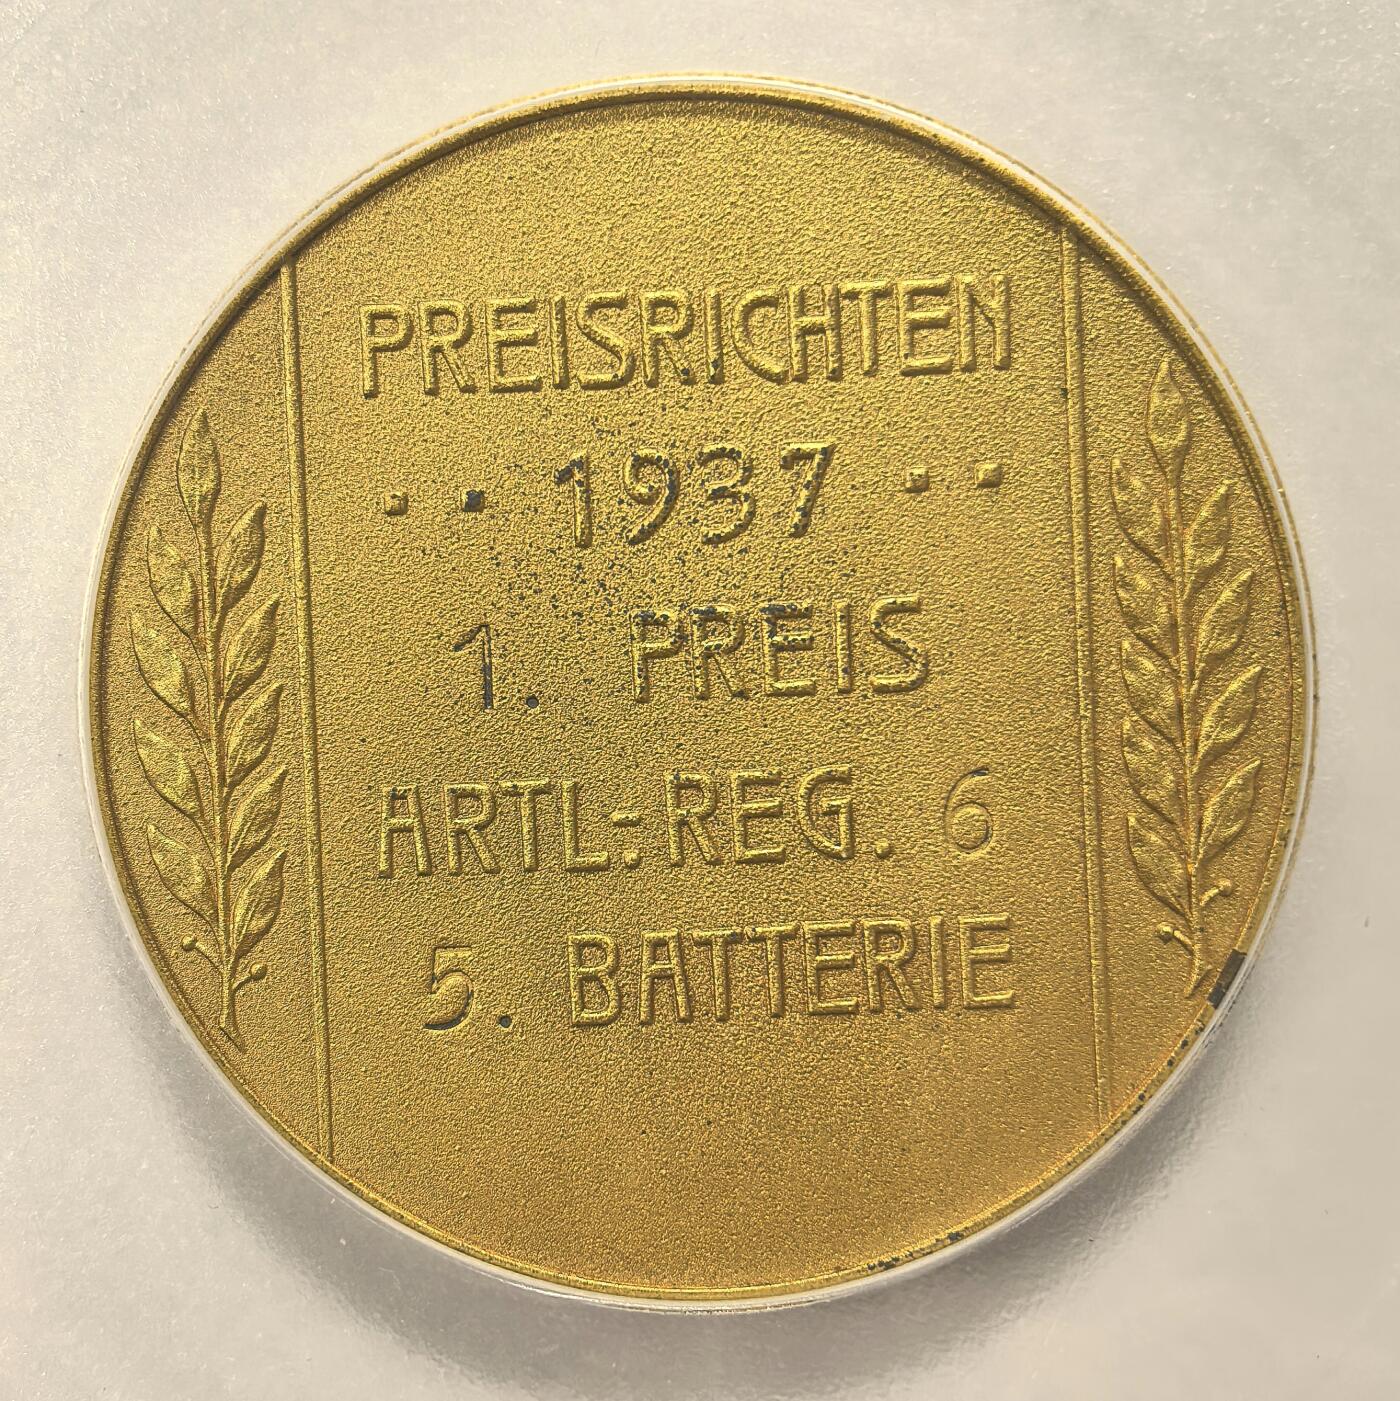 PREISRICHTEN
·· 1937 ··
1. PREIS
ARTL.-REG. 6
5. BATTERIE